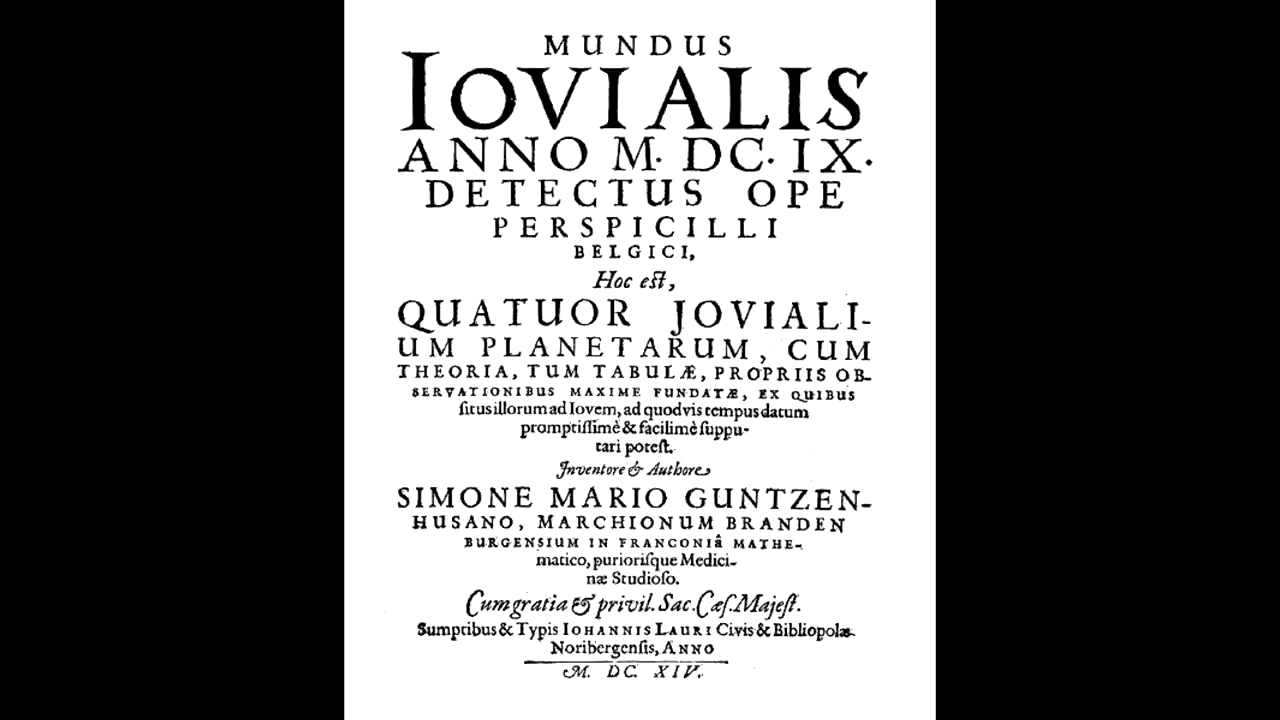 MUNDUS
IOVIALIS
ANNO M. DC. IX.
DETECTUS OPE
PERSPICILLI
BELGICI,
Hoc eſt,
QUATUOR JOVIALI-
UM PLANETARUM, CUM
THEORIA, TUM TABULÆ, PROPRIIS OB-
SERVATIONIBUS MAXIME FUNDATÆ, EX QUIBUS
ſitus illorum ad Iovem, ad quodvis tempus datum
promptiſſimè & facilimè ſuppu-
tari poteſt.
Inventore & Authore
SIMONE MARIO GUNTZEN-
HUSANO, MARCHIONUM BRANDEN
BURGENSIUM IN FRANCONIâ MATHE-
matico, purioriſque Medici-
næ Studioſo.
Cum gratia & privil. Sac. Cæſ. Majeſt.
Sumptibus & Typis IOHANNIS LAURI Civis & Bibliopolæ
Noribergenſis, ANNO
M. DC. XIV.